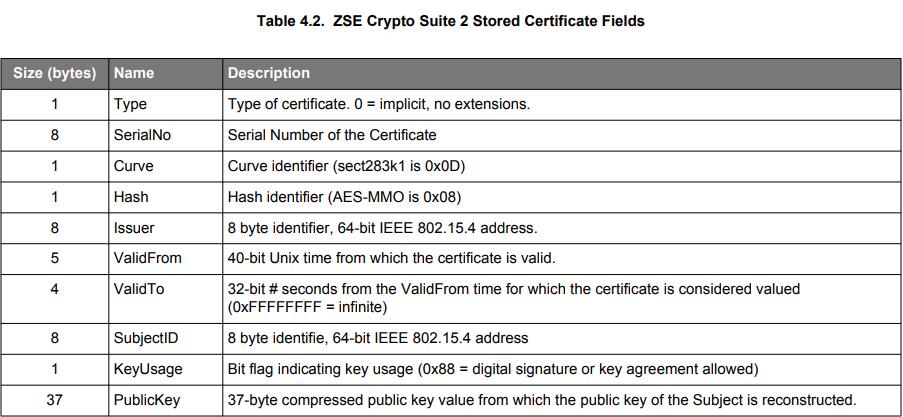 Table 4.2. ZSE Crypto Suite 2 Stored Certificate Fields
Size (bytes) Name Description
1 Type Type of certificate. 0 = implicit, no extensions.
8 SerialNo Serial Number of the Certificate
1 Curve Curve identifier (sect283k1 is 0x0D)
1 Hash Hash identifier (AES-MMO is 0x08)
8 Issuer 8 byte identifier, 64-bit IEEE 802.15.4 address.
5 ValidFrom 40-bit Unix time from which the certificate is valid.
4 ValidTo 32-bit # seconds from the ValidFrom time for which the certificate is considered valued
(0xFFFFFFFF = infinite)
8 SubjectID 8 byte identifie, 64-bit IEEE 802.15.4 address
1 KeyUsage Bit flag indicating key usage (0x88 = digital signature or key agreement allowed)
37 PublicKey 37-byte compressed public key value from which the public key of the Subject is reconstructed.